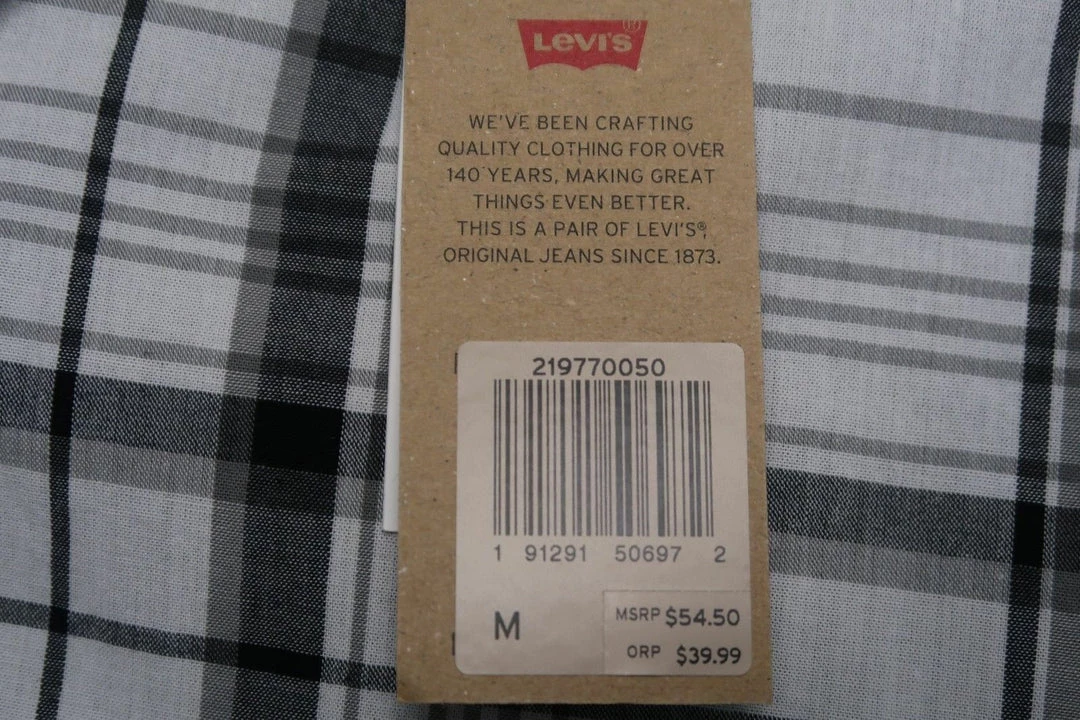 LEVI'S®
WE'VE BEEN CRAFTING
QUALITY CLOTHING FOR OVER
140 YEARS, MAKING GREAT
THINGS EVEN BETTER.
THIS IS A PAIR OF LEVI'S®,
ORIGINAL JEANS SINCE 1873.
219770050
1 91291 50697 2
M
MSRP $54.50
ORP $39.99